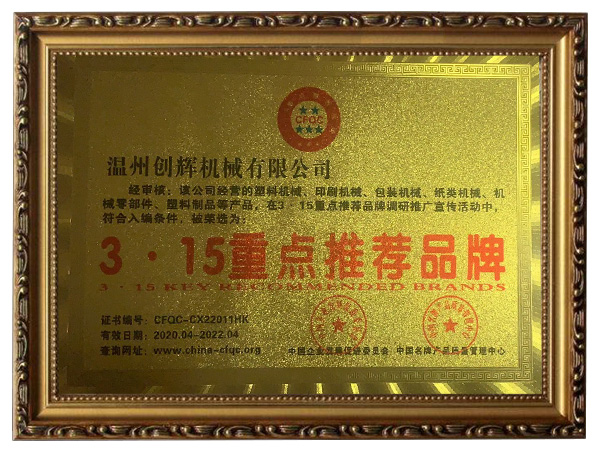 CFQC
温州创辉机械有限公司
经审核：该公司经营的塑料机械、印刷机械、包装机械、纸类机械、机
械零部件、塑料制品等产品，在3·15重点推荐品牌调研推广宣传活动中，
符合入编条件，被荣选为：
3·15重点推荐品牌
3·15 KEY RECOMMENDED BRANDS
证书编号：CFQC-CX22011HK
有效日期：2020.04-2022.04
查询网址：www.china-cfqc.org
中国企业发展促进委员会 中国名牌产品质量管理中心